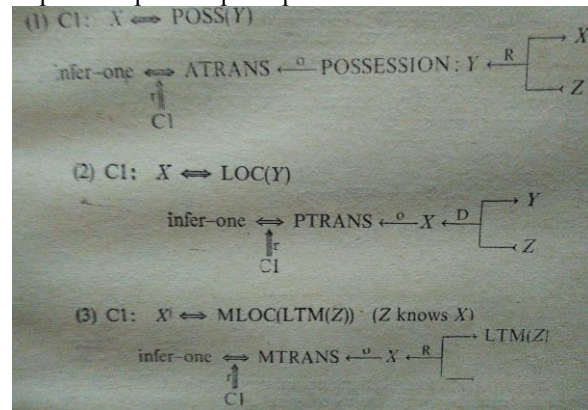 (1) C1: X ⟺ POSS(Y)
X
infer–one ⟺ ATRANS ← o POSSESSION: Y ← R
Z
r
C1
(2) C1: X ⟺ LOC(Y)
Y
infer–one ⟺ PTRANS ← o X ← D
Z
r
C1
(3) C1: X ⟺ MLOC(LTM(Z)) (Z knows X)
LTM(Z)
infer–one ⟺ MTRANS ← o X ← R
r
C1